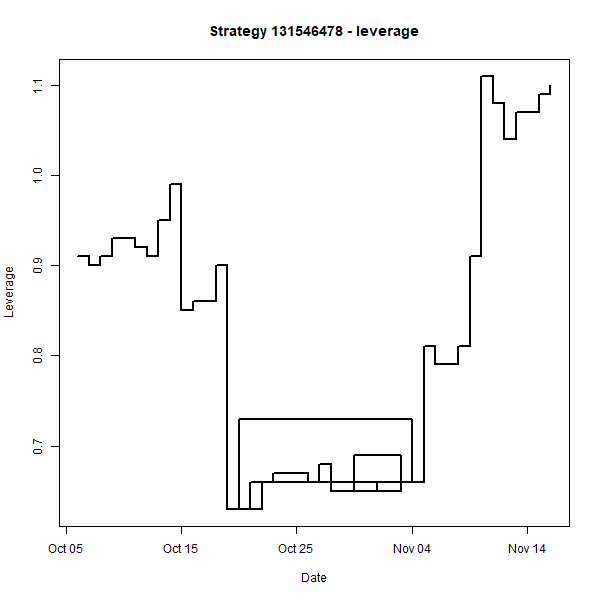 Strategy 131546478 - leverage
1.1
1.0
0.9
0.8
0.7
Leverage
Oct 05 Oct 15 Oct 25 Nov 04 Nov 14
Date